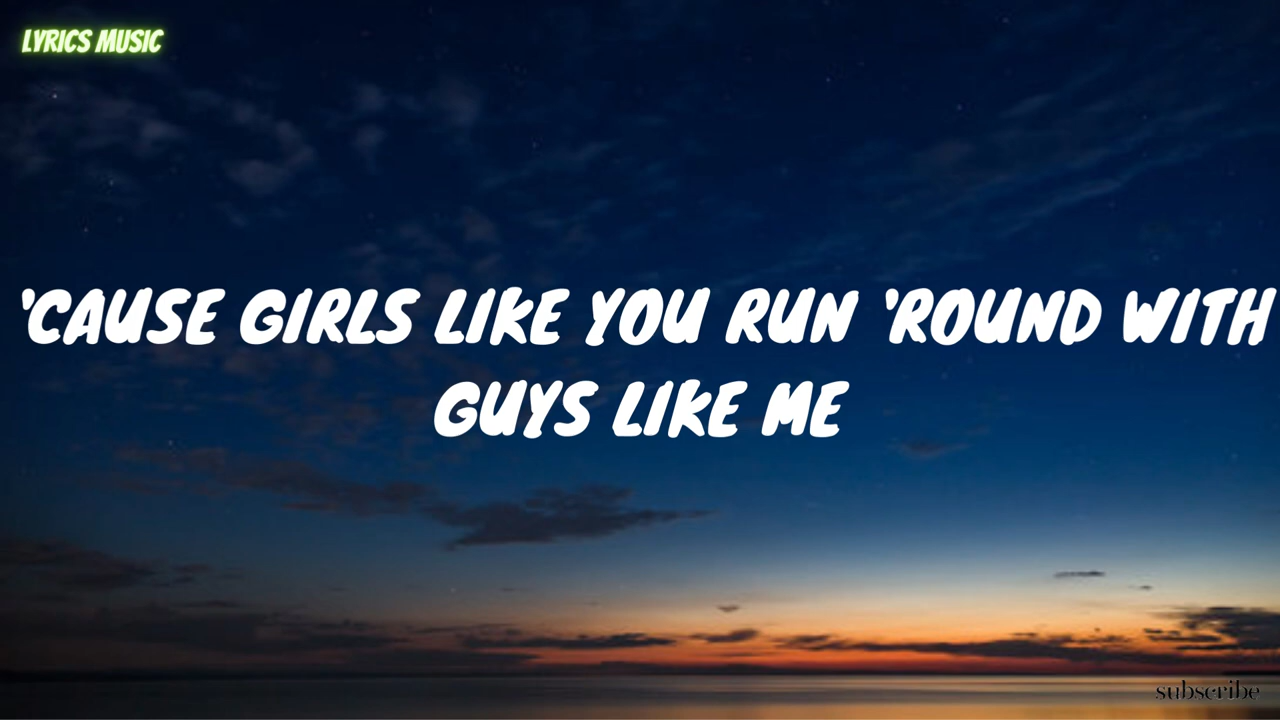 LYRICS MUSIC
'CAUSE GIRLS LIKE YOU RUN 'ROUND WITH
GUYS LIKE ME
subscribe